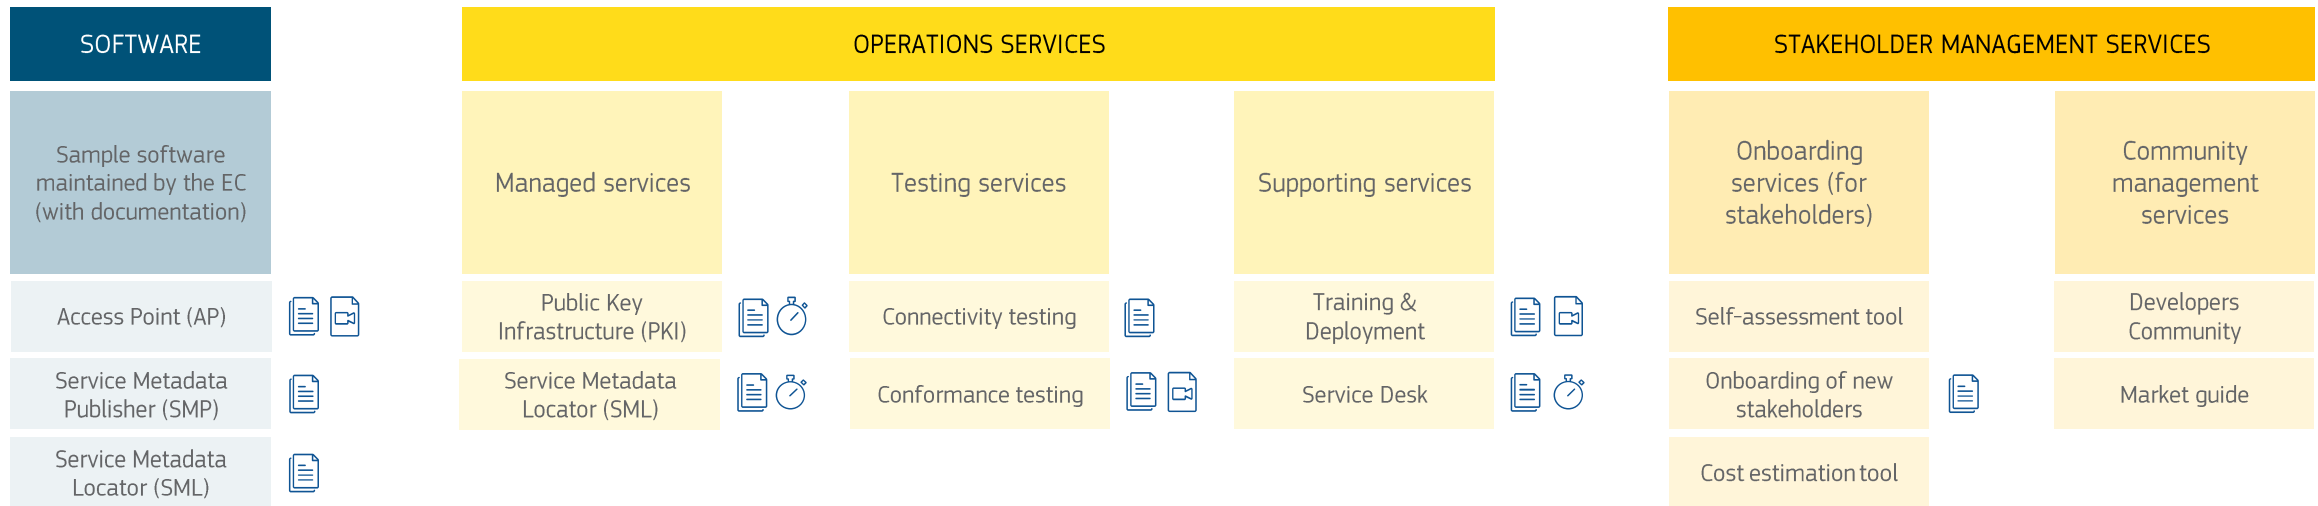 SOFTWARE
Sample software
maintained by the EC
(with documentation)
Access Point (AP)
Service Metadata
Publisher (SMP)
Service Metadata
Locator (SML)
OPERATIONS SERVICES
Managed services
Public Key
Infrastructure (PKI)
Service Metadata
Locator (SML)
Testing services
Connectivity testing
Conformance testing
Supporting services
Training &
Deployment
Service Desk
STAKEHOLDER MANAGEMENT SERVICES
Onboarding
services (for
stakeholders)
Self-assessment tool
Onboarding of new
stakeholders
Cost estimation tool
Community
management
services
Developers
Community
Market guide